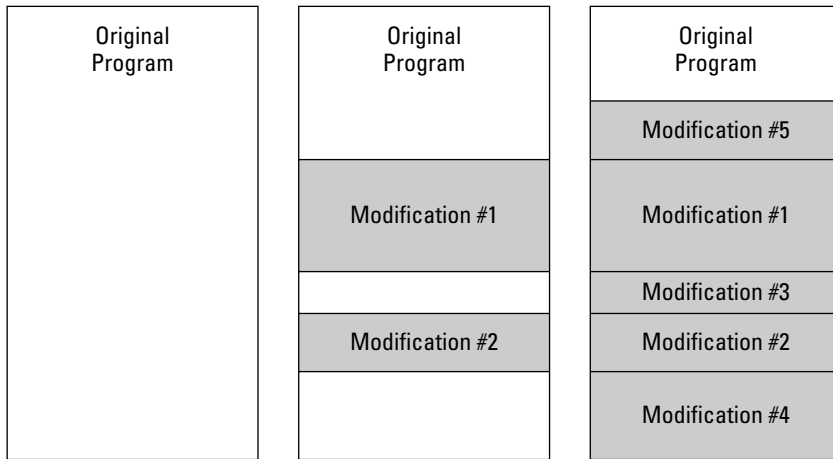 Original
Program
Original
Program
Modification #1
Modification #2
Original
Program
Modification #5
Modification #1
Modification #3
Modification #2
Modification #4